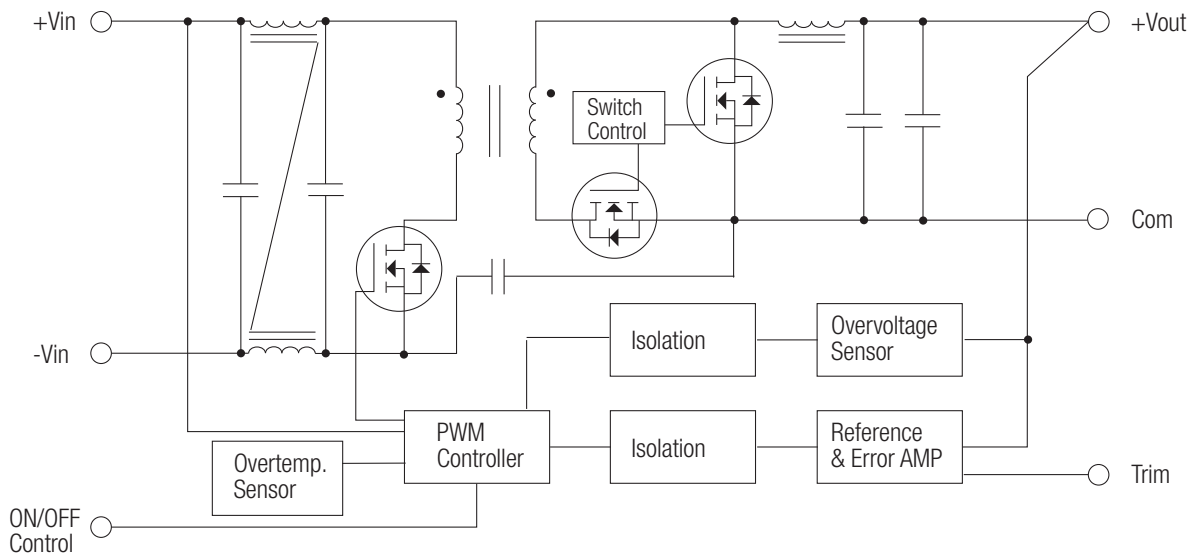 +Vin
+Vout
Switch
Control
Com
-Vin
Isolation
Overvoltage
Sensor
PWM
Controller
Isolation
Reference
& Error AMP
Overtemp.
Sensor
Trim
ON/OFF
Control